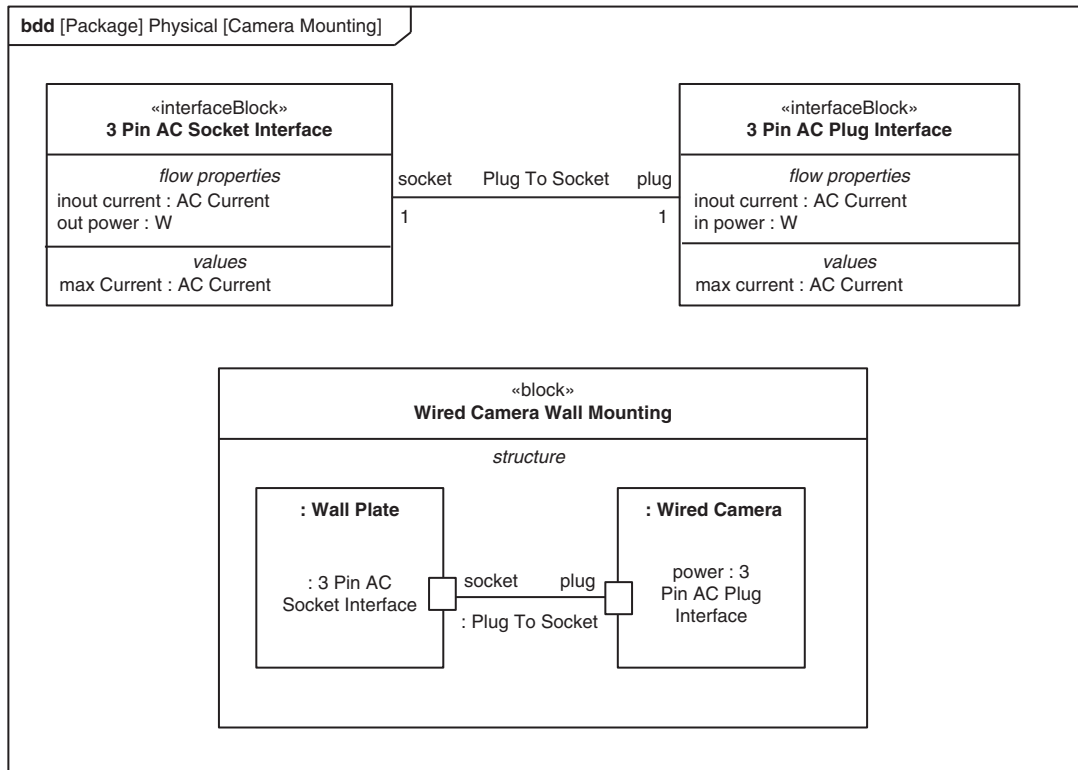 bdd [Package] Physical [Camera Mounting]
«interfaceBlock»
3 Pin AC Socket Interface
flow properties
inout current : AC Current
out power : W
values
max Current : AC Current
socket Plug To Socket plug
1 1
«interfaceBlock»
3 Pin AC Plug Interface
flow properties
inout current : AC Current
in power : W
values
max current : AC Current
«block»
Wired Camera Wall Mounting
structure
: Wall Plate
: 3 Pin AC
Socket Interface
socket plug
: Plug To Socket
: Wired Camera
power : 3
Pin AC Plug
Interface